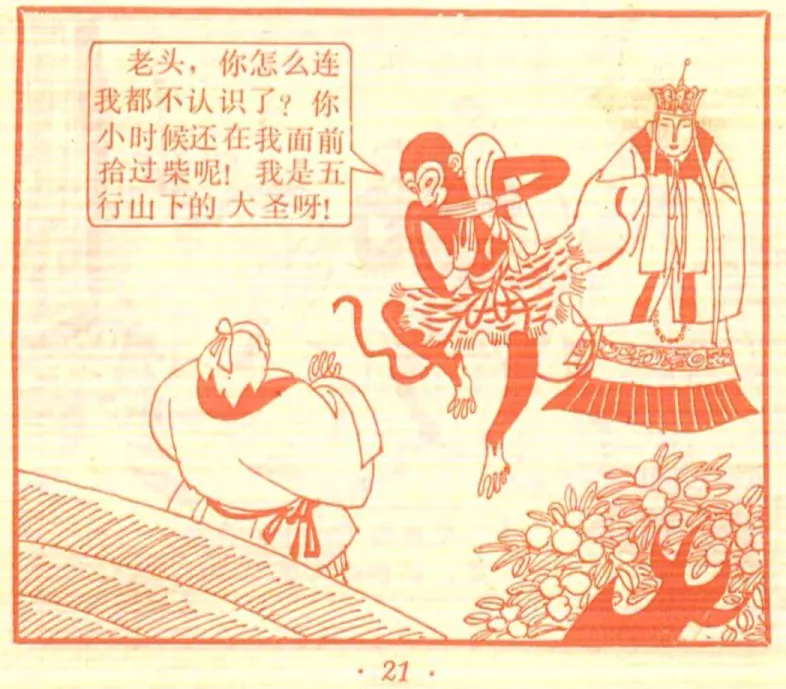 老头，你怎么连
我都不认识了？你
小时候还在我面前
拾过柴呢！我是五
行山下的大圣呀！
· 21 ·